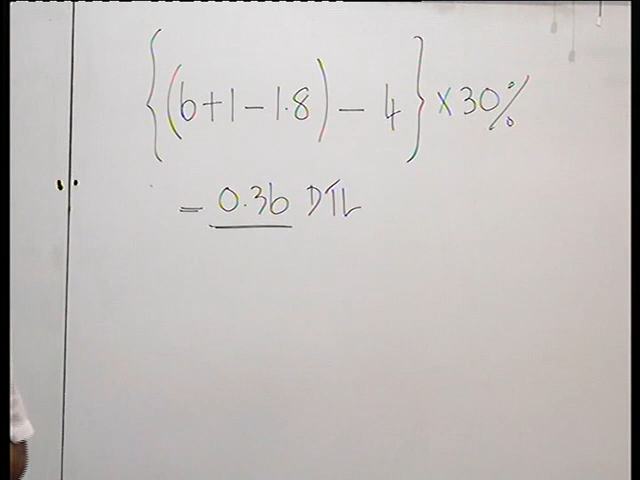 {(6+1-1.8)-4}×30%
= 0.36 DTL